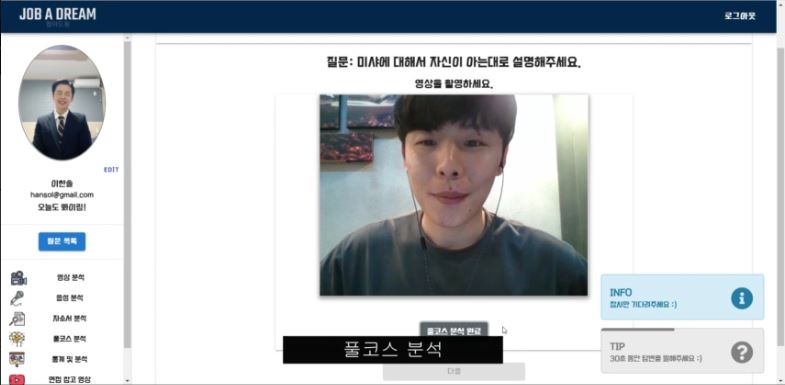 JOB A DREAM
잡아드림
로그아웃
EDIT
이한솔
hansol@gmail.com
오늘도 화이팅!
질문 목록
영상 분석
음성 분석
자소서 분석
풀코스 분석
통계 및 분석
면접 참고 영상
질문: 미샤에 대해서 자신이 아는대로 설명해주세요.
영상을 촬영하세요.
풀코스 분석 완료
풀코스 분석
다음
INFO
잠시만 기다려주세요 :)
TIP
30초 동안 답변을 말해주세요 :)